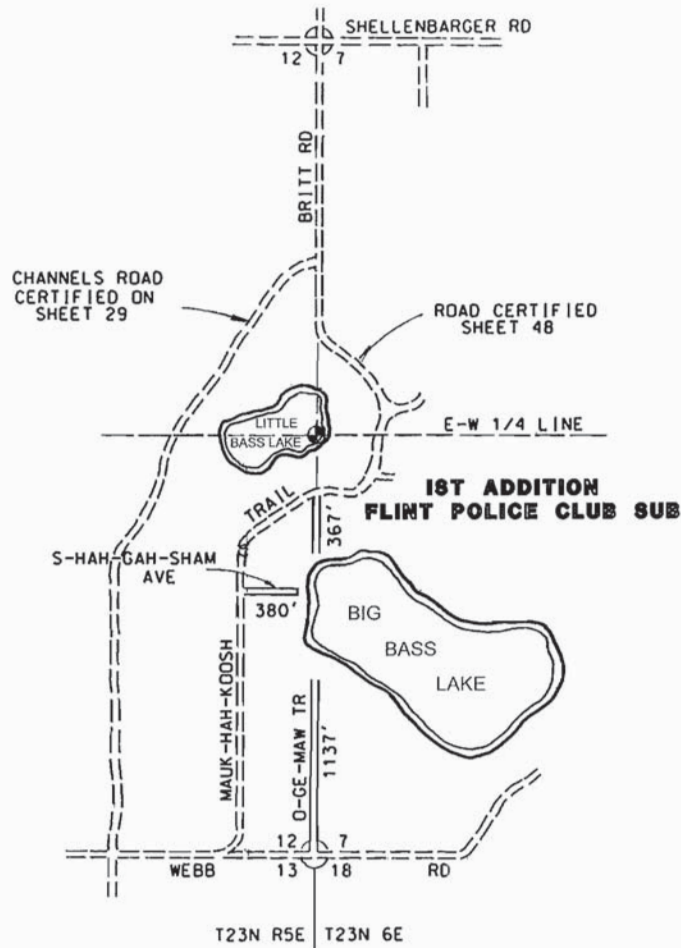 SHELLENBARGER RD
12 7
BRITT RD
CHANNELS ROAD
CERTIFIED ON
SHEET 29
ROAD CERTIFIED
SHEET 48
LITTLE
BASS LAKE
E-W 1/4 LINE
1ST ADDITION
FLINT POLICE CLUB SUB
TRAIL
367'
S-HAH-GAH-SHAM
AVE
380'
BIG
BASS
LAKE
MAUK-HAH-KOOSH
O-GE-MAW TR
1137'
12 7
13 18
WEBB RD
T23N R5E T23N 6E